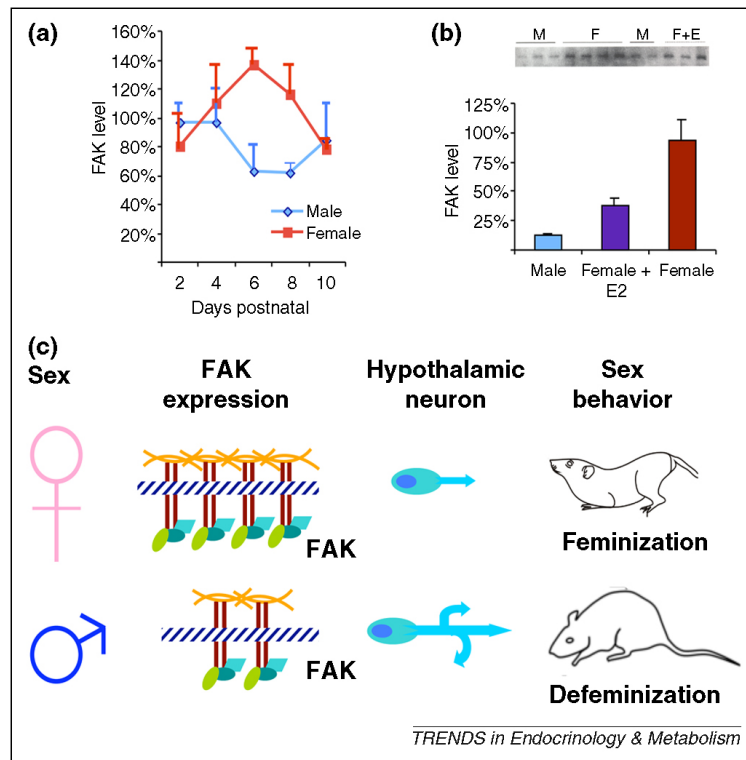 (a)
160%
140%
120%
100%
80%
60%
40%
20%
FAK level
Male
Female
2 4 6 8 10
Days postnatal
(b)
M F M F+E
125%
100%
75%
50%
25%
FAK level
Male Female + Female
E2
(c)
Sex FAK Hypothalamic Sex
expression neuron behavior
FAK
Feminization
FAK
Defeminization
TRENDS in Endocrinology & Metabolism